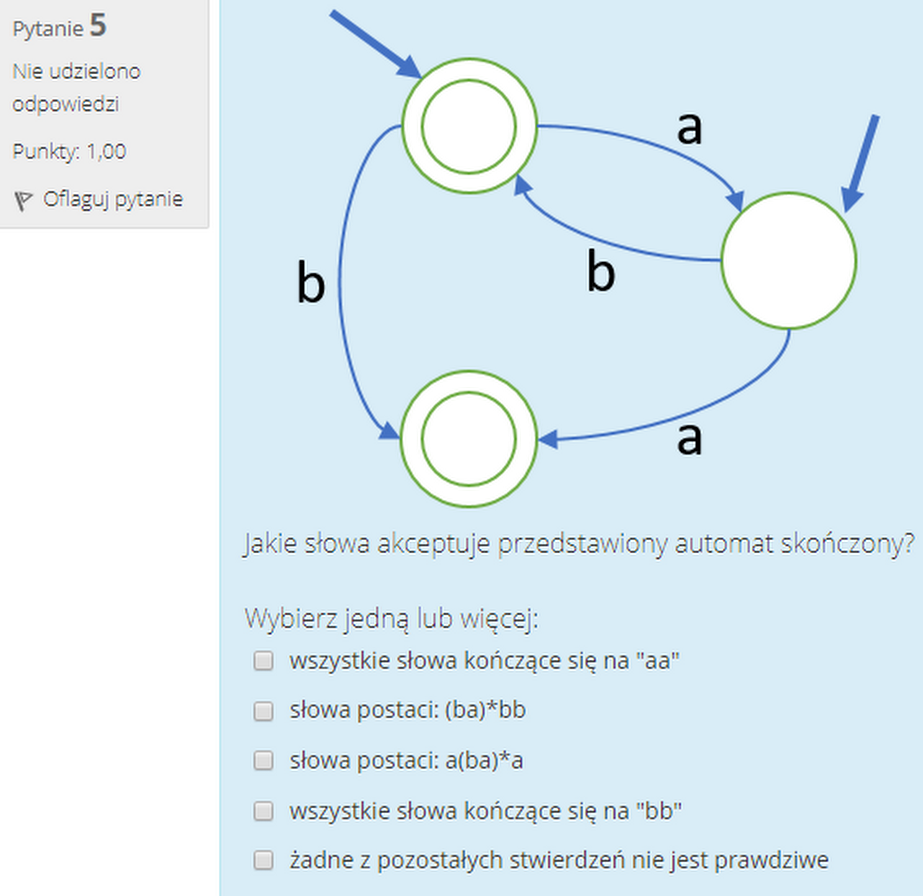 Pytanie 5
Nie udzielono
odpowiedzi
Punkty: 1,00
Oflaguj pytanie
a
b
b
a
Jakie słowa akceptuje przedstawiony automat skończony?
Wybierz jedną lub więcej:
wszystkie słowa kończące się na "aa"
słowa postaci: (ba)*bb
słowa postaci: a(ba)*a
wszystkie słowa kończące się na "bb"
żadne z pozostałych stwierdzeń nie jest prawdziwe